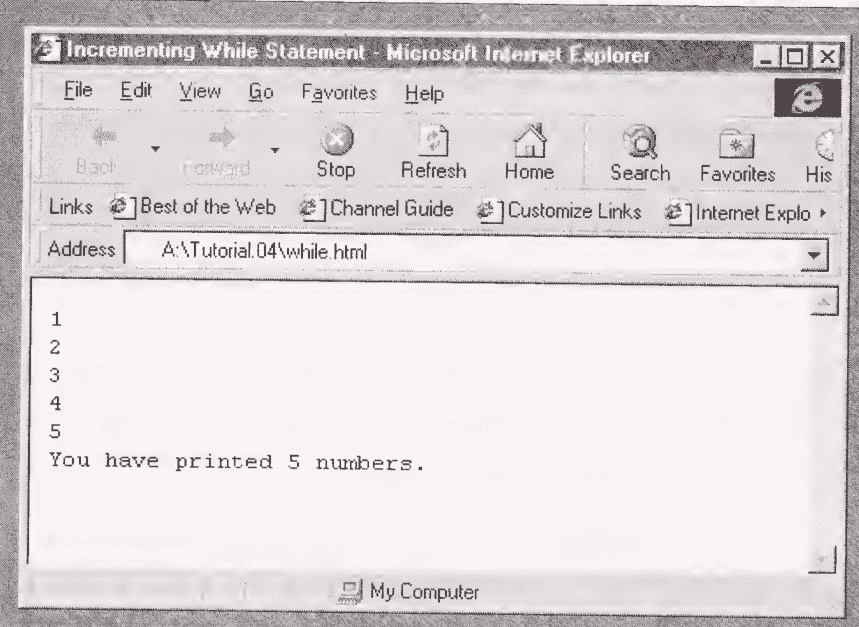 Incrementing While Statement - Microsoft Internet Explorer
File Edit View Go Favorites Help
Back Forward Stop Refresh Home Search Favorites His
Links Best of the Web Channel Guide Customize Links Internet Explo
Address A:\Tutorial.04\while.html
1
2
3
4
5
You have printed 5 numbers.
My Computer